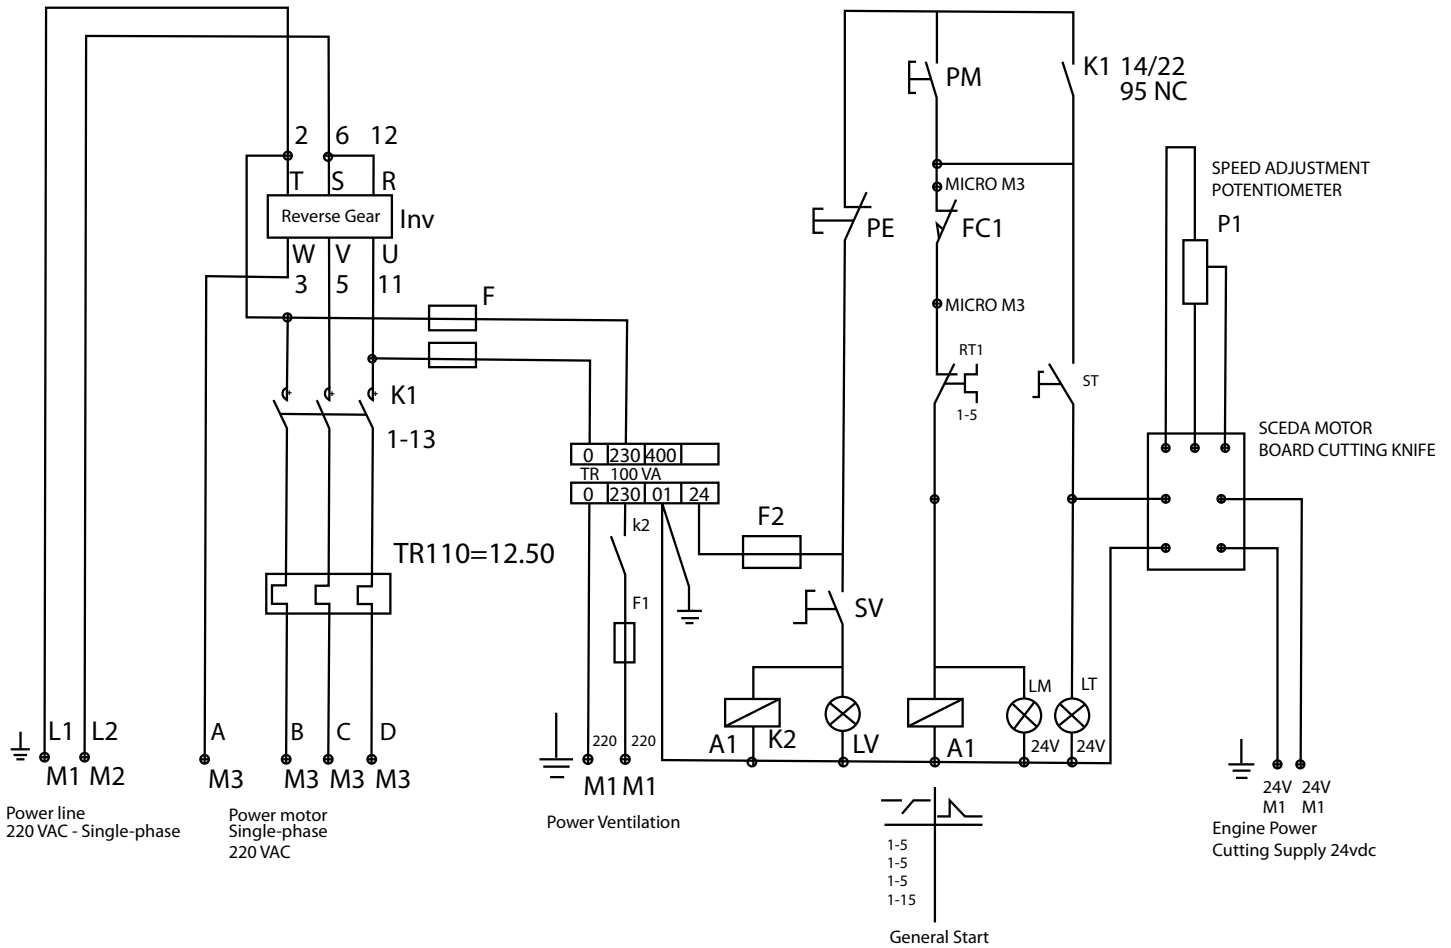 K1 14/22
95 NC
PM
2 6 12
T S R
Reverse Gear
Inv
W V U
3 5 11
MICRO M3
PE
FC1
MICRO M3
SPEED ADJUSTMENT
POTENTIOMETER
P1
F
RT1
1-5
ST
K1
1-13
SCEDA MOTOR
BOARD CUTTING KNIFE
0 230 400
TR 100 VA
0 230 01 24
k2
F2
TR110=12.50
F1
SV
LM
LT
L1 L2
A
B C D
220 220
A1 K2
LV
A1
24V
24V
M1 M2
M3
M3 M3 M3
M1 M1
24V 24V
M1 M1
Power line
220 VAC - Single-phase
Power motor
Single-phase
220 VAC
Power Ventilation
Engine Power
Cutting Supply 24vdc
1-5
1-5
1-5
1-15
General Start